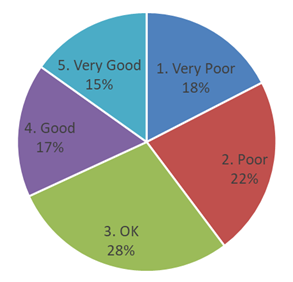 1. Very Poor
18%
2. Poor
22%
3. OK
28%
4. Good
17%
5. Very Good
15%